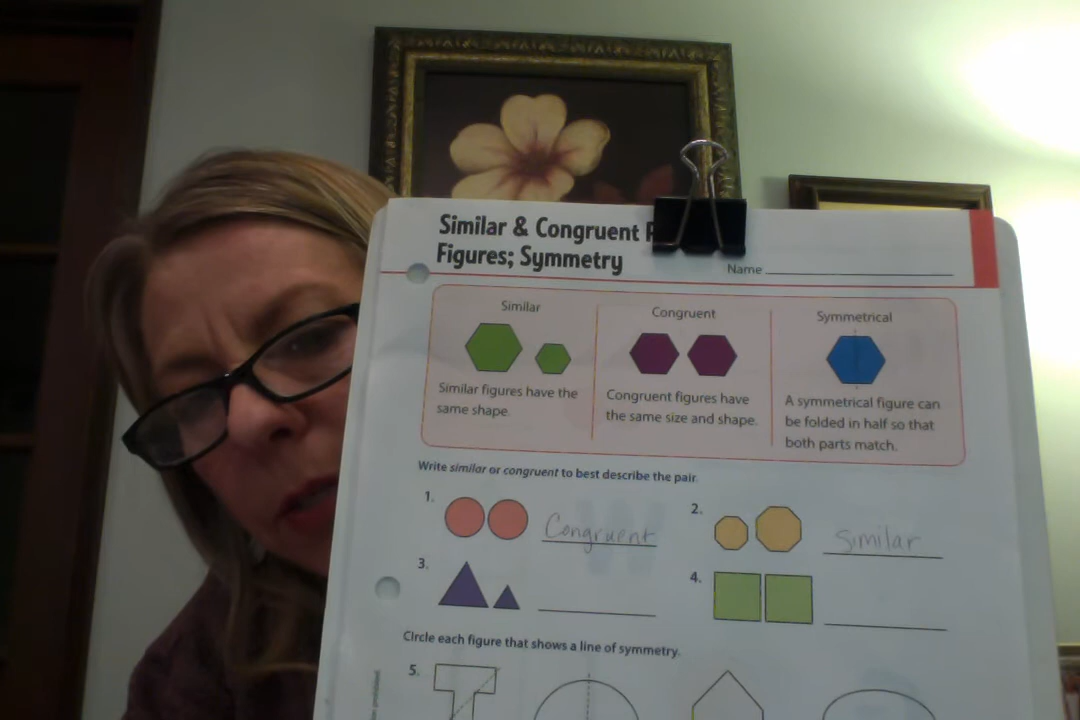 Similar & Congruent
Figures; Symmetry
Name
Similar
Similar figures have the
same shape.
Congruent
Congruent figures have
the same size and shape.
Symmetrical
A symmetrical figure can
be folded in half so that
both parts match.
Write similar or congruent to best describe the pair.
1. Congruent
2. Similar
3.
4.
Circle each figure that shows a line of symmetry.
5.